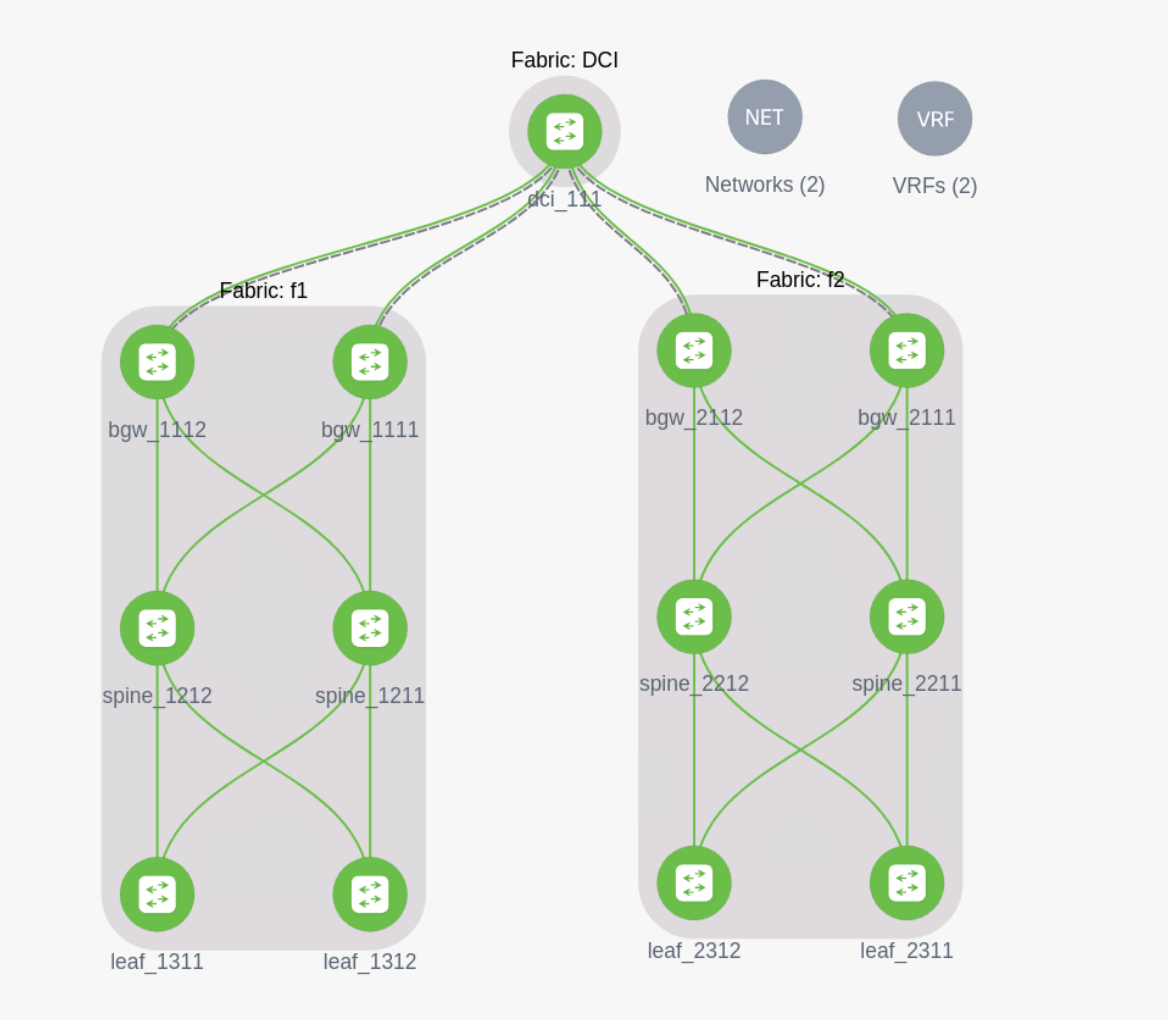 Fabric: DCI
NET
VRF
dci_111
Networks (2)
VRFs (2)
Fabric: f1
Fabric: f2
bgw_1112
bgw_1111
bgw_2112
bgw_2111
spine_1212
spine_1211
spine_2212
spine_2211
leaf_1311
leaf_1312
leaf_2312
leaf_2311